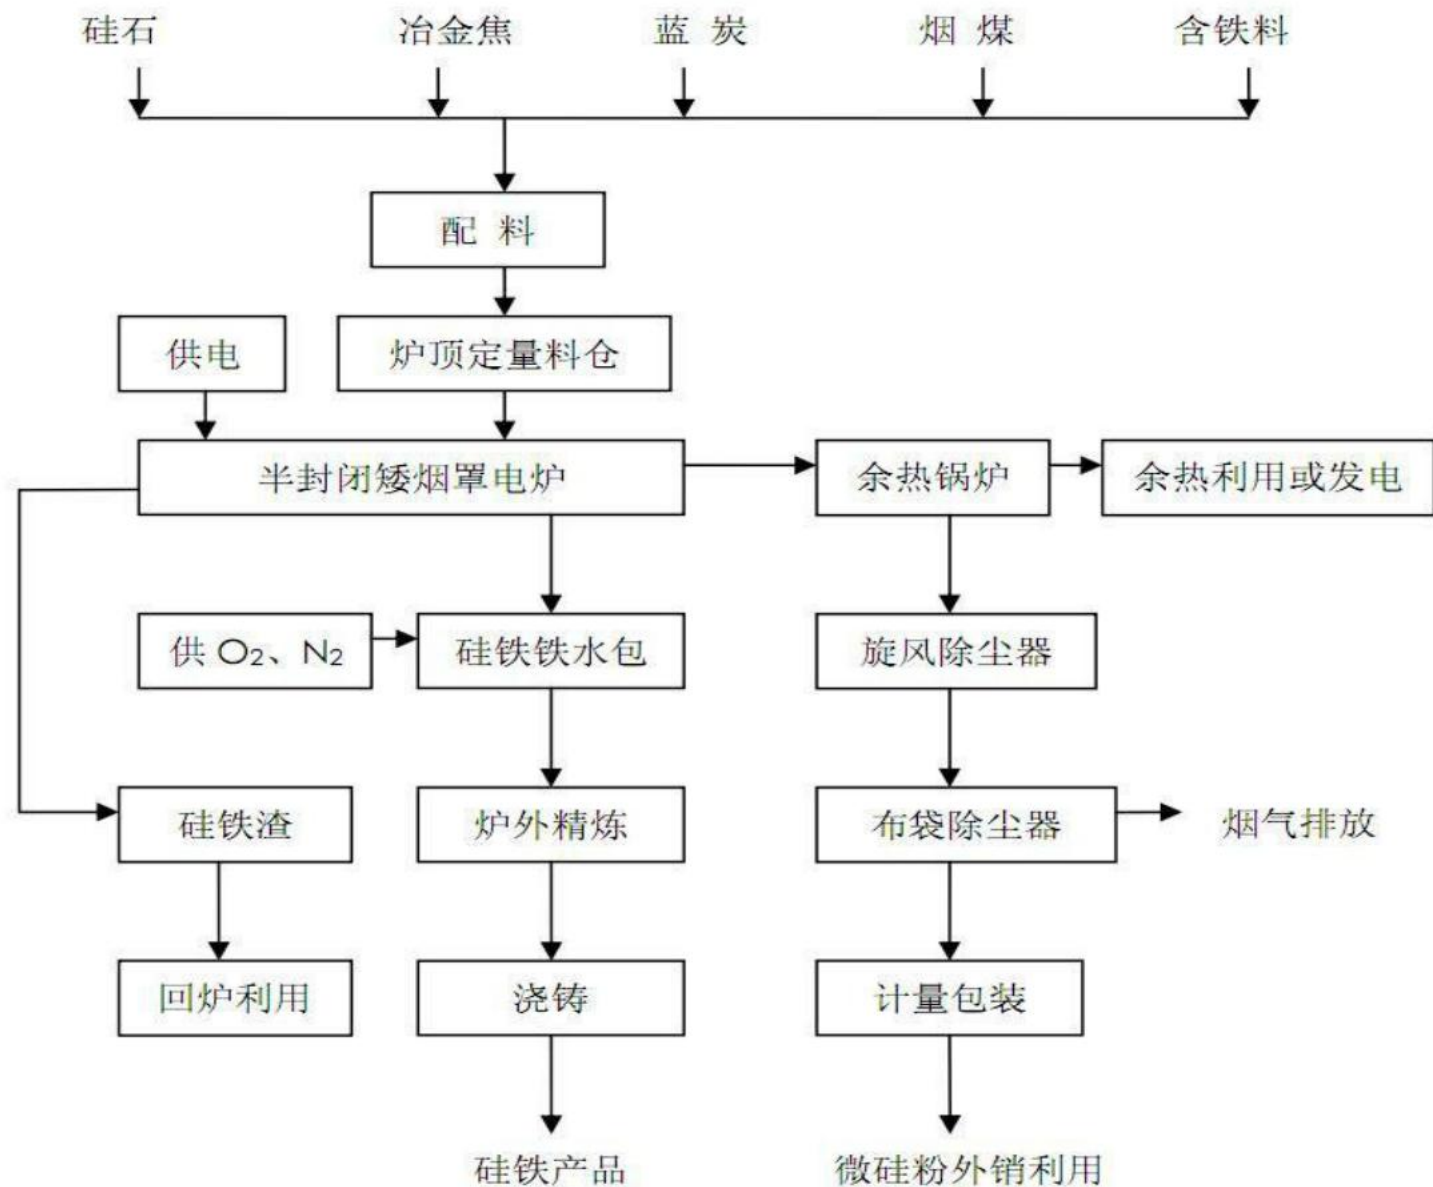 硅石 冶金焦 蓝 炭 烟 煤 含铁料
配 料
供电 炉顶定量料仓
半封闭矮烟罩电炉 余热锅炉 余热利用或发电
供 O₂、N₂ 硅铁铁水包 旋风除尘器
硅铁渣 炉外精炼 布袋除尘器 烟气排放
回炉利用 浇铸 计量包装
硅铁产品 微硅粉外销利用